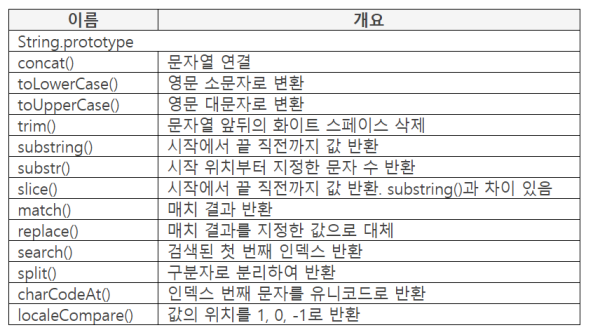 이름 개요
String.prototype
concat() 문자열 연결
toLowerCase() 영문 소문자로 변환
toUpperCase() 영문 대문자로 변환
trim() 문자열 앞뒤의 화이트 스페이스 삭제
substring() 시작에서 끝 직전까지 값 반환
substr() 시작 위치부터 지정한 문자 수 반환
slice() 시작에서 끝 직전까지 값 반환. substring()과 차이 있음
match() 매치 결과 반환
replace() 매치 결과를 지정한 값으로 대체
search() 검색된 첫 번째 인덱스 반환
split() 구분자로 분리하여 반환
charCodeAt() 인덱스 번째 문자를 유니코드로 반환
localeCompare() 값의 위치를 1, 0, -1로 반환